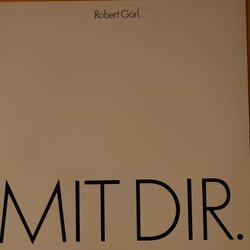 Robert Görl
MIT DIR.